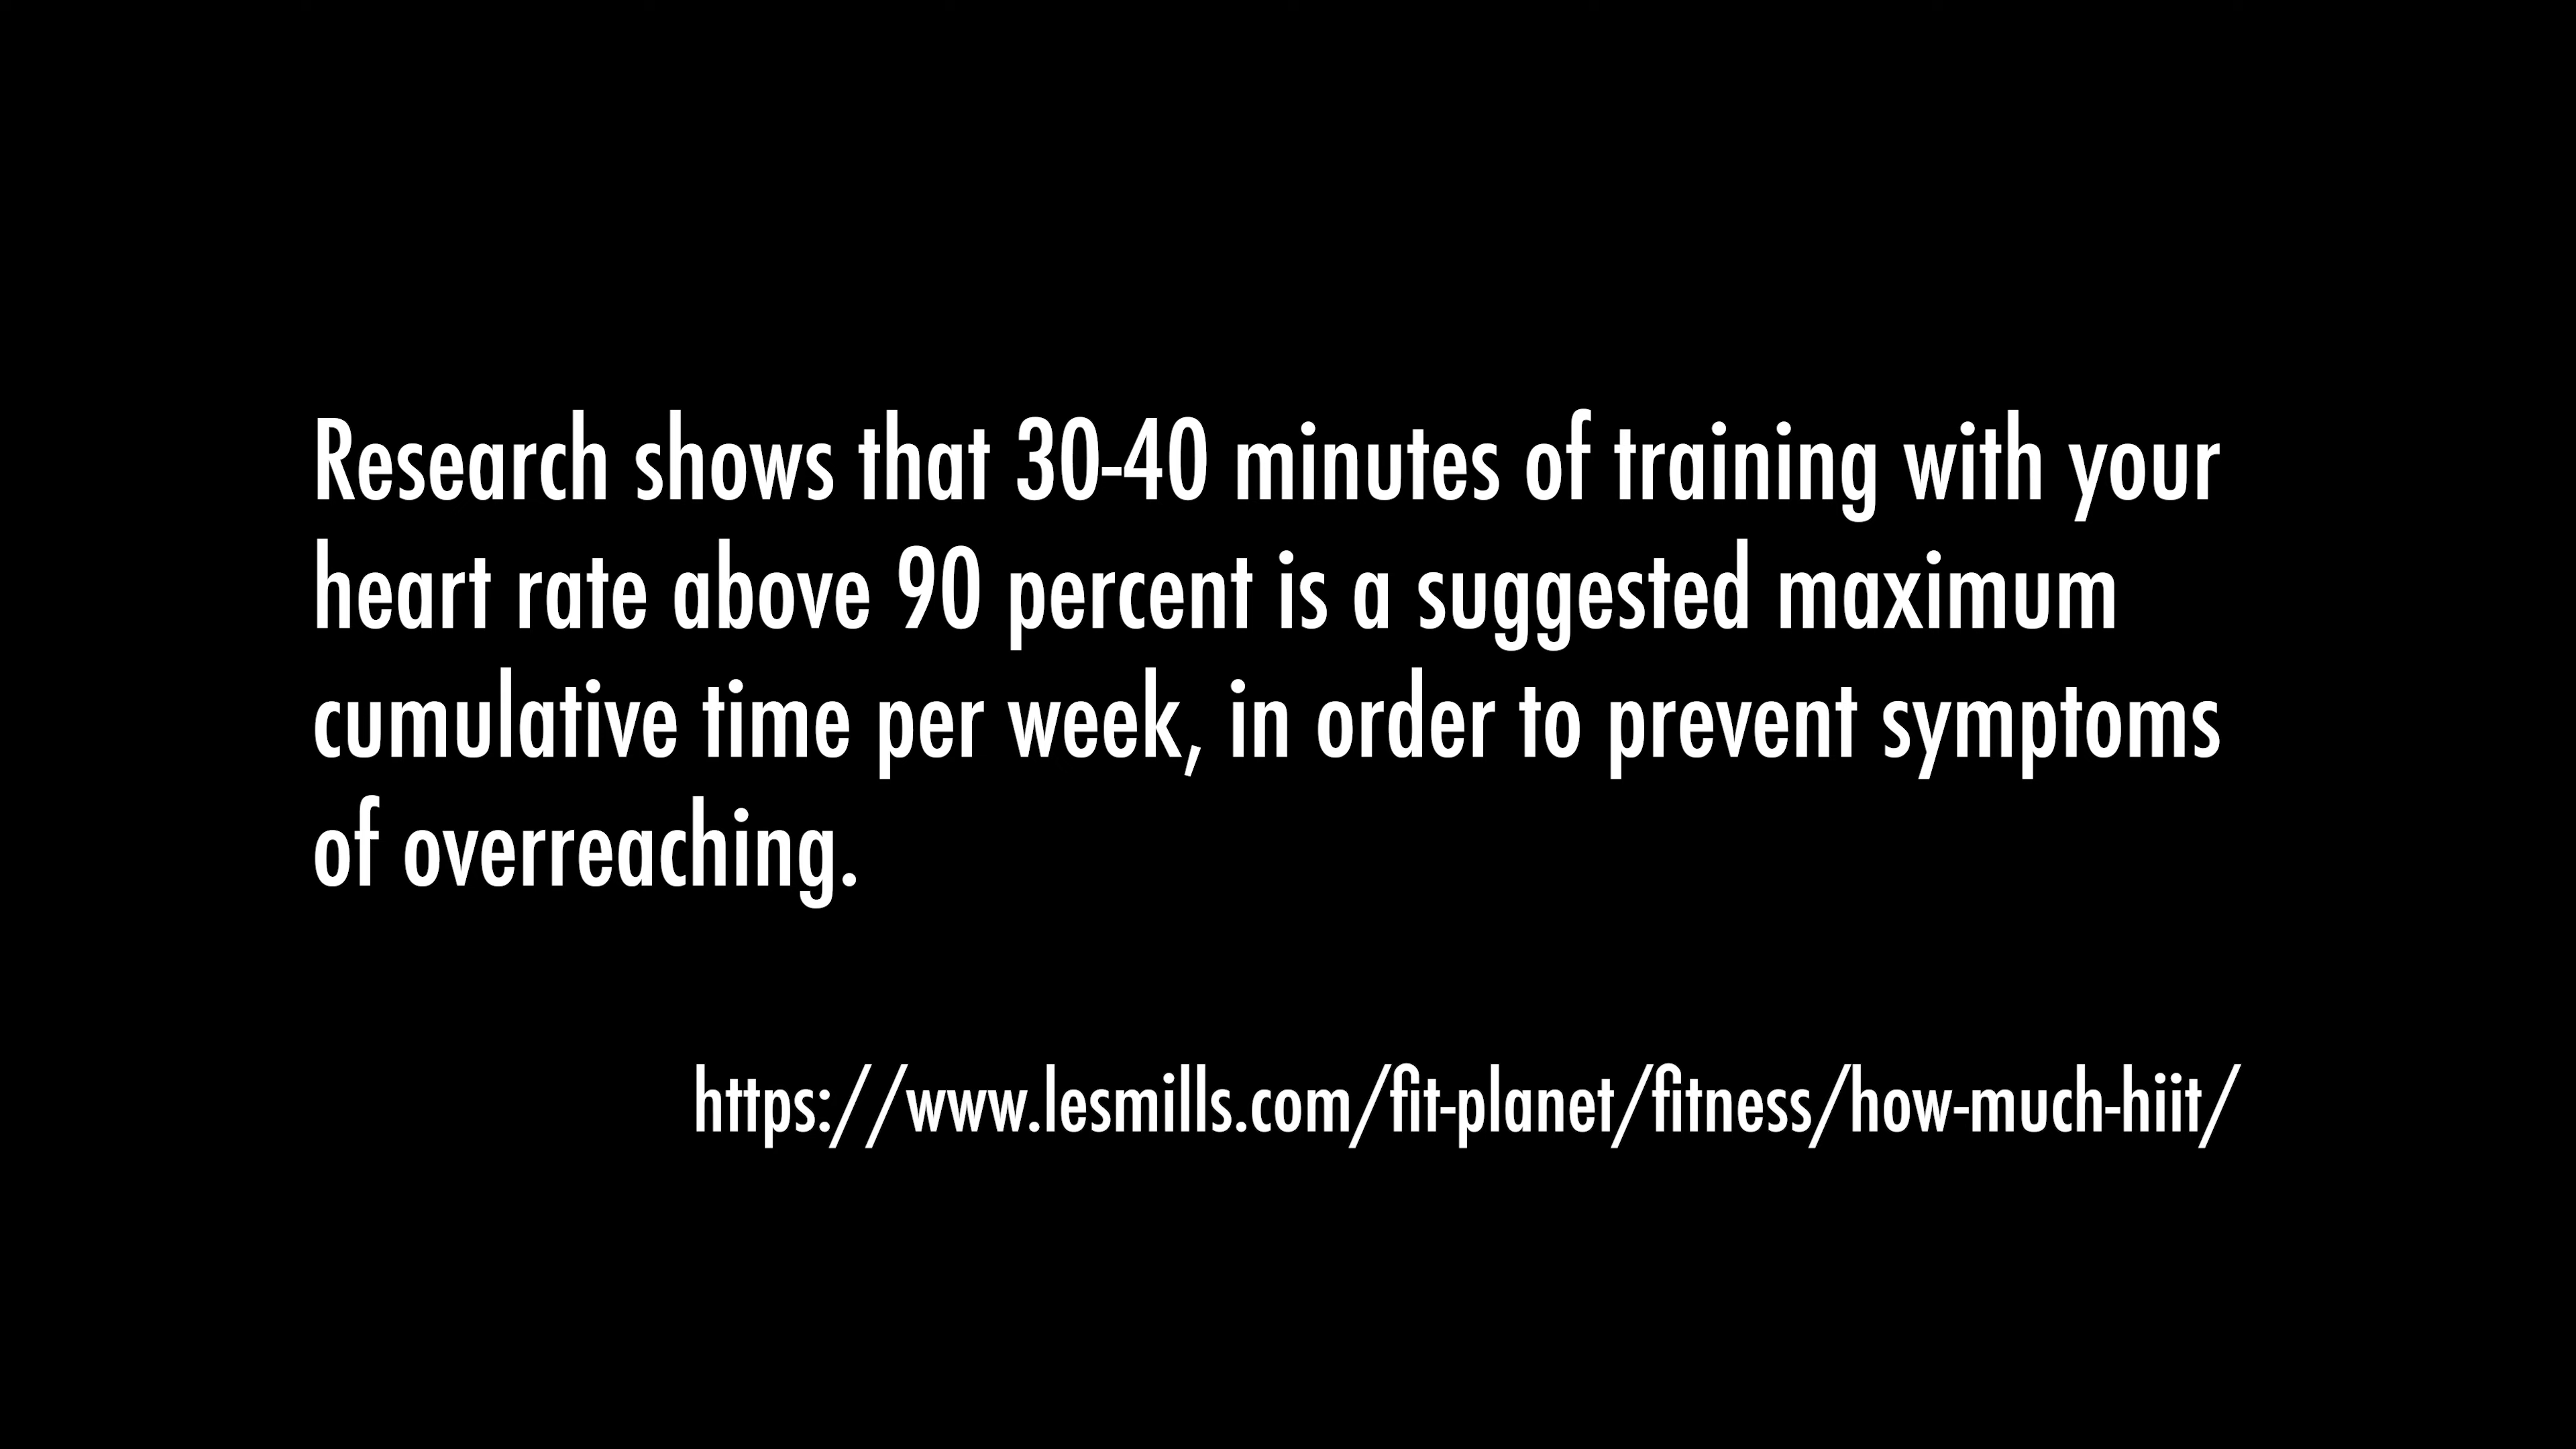 Research shows that 30-40 minutes of training with your
heart rate above 90 percent is a suggested maximum
cumulative time per week, in order to prevent symptoms
of overreaching.
https://www.lesmills.com/fit-planet/fitness/how-much-hiit/